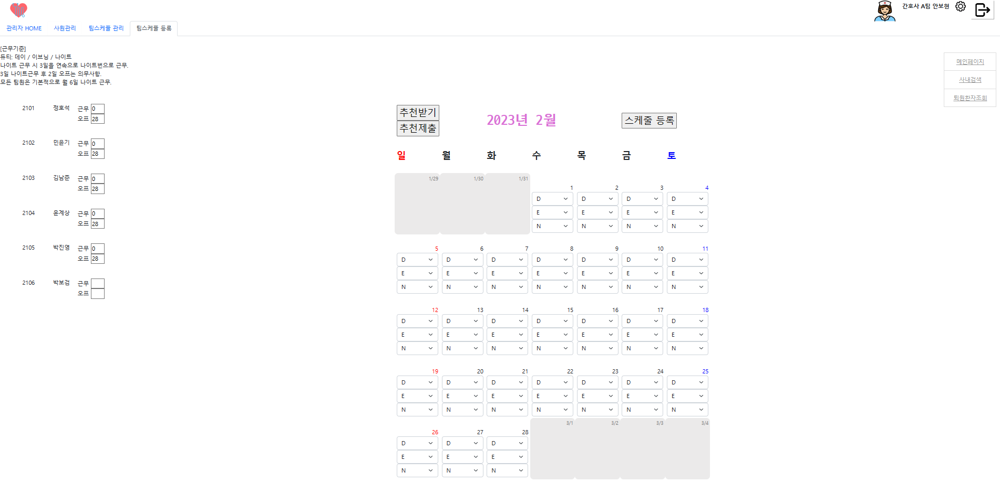 간호사 A팀 안보현
관리자 HOME 사원관리 팀스케줄 관리 팀스케줄 등록
[근무기준]
듀티: 데이 / 이브닝 / 나이트
나이트 근무 시 3일을 연속으로 나이트번으로 근무.
3일 나이트근무 후 2일 오프는 의무사항.
모든 팀원은 기본적으로 월 6일 나이트 근무.
메인페이지
사내검색
퇴원환자조회
2101 정호석 근무 0
오프 28
2102 민윤기 근무 0
오프 28
2103 김남준 근무 0
오프 28
2104 윤계상 근무 0
오프 28
2105 박진영 근무 0
오프 28
2106 박보검 근무
오프
추천받기
추천제출
2023년 2월
스케줄 등록
일 월 화 수 목 금 토
1/29 1/30 1/31
1 2 3 4
D D D D
E E E E
N N N N
5 6 7 8 9 10 11
D D D D D D D
E E E E E E E
N N N N N N N
12 13 14 15 16 17 18
D D D D D D D
E E E E E E E
N N N N N N N
19 20 21 22 23 24 25
D D D D D D D
E E E E E E E
N N N N N N N
3/1 3/2 3/3 3/4
26 27 28
D D D
E E E
N N N